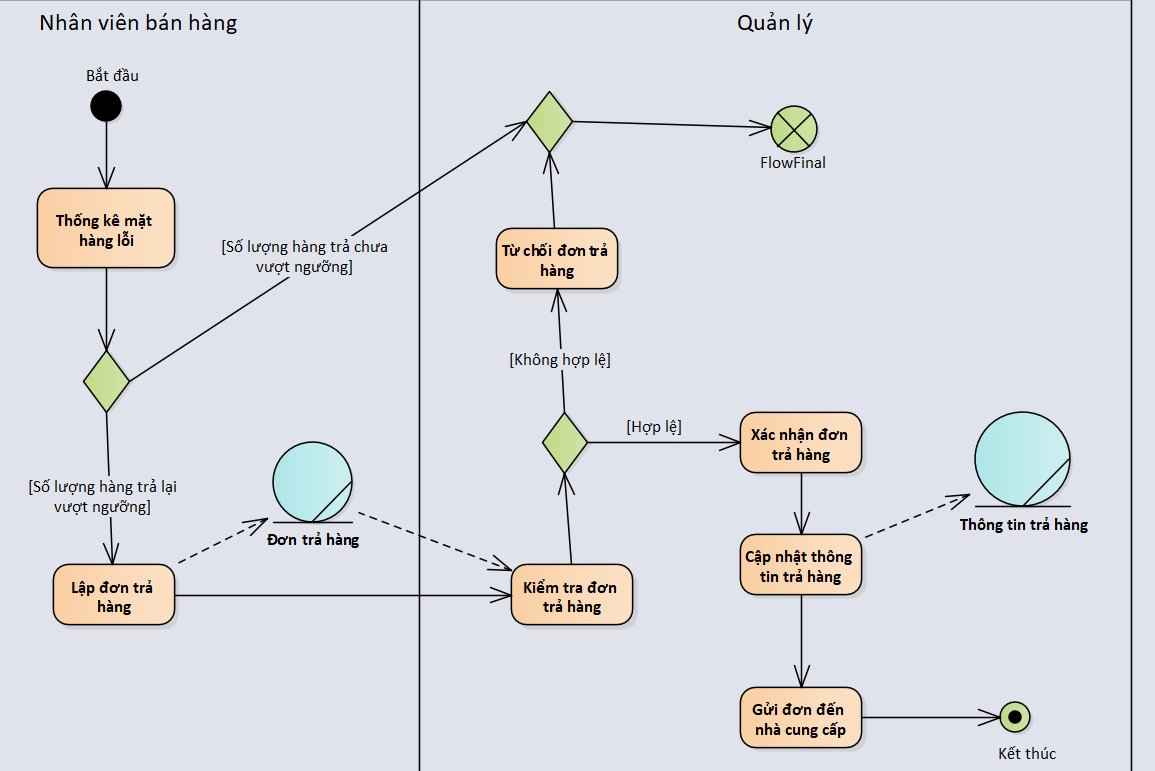 Nhân viên bán hàng
Quản lý
Bắt đầu
FlowFinal
Thống kê mặt
hàng lỗi
[Số lượng hàng trả chưa
vượt ngưỡng]
Từ chối đơn trả
hàng
[Không hợp lệ]
[Hợp lệ]
Xác nhận đơn
trả hàng
[Số lượng hàng trả lại
vượt ngưỡng]
Đơn trả hàng
Thông tin trả hàng
Lập đơn trả
hàng
Kiểm tra đơn
trả hàng
Cập nhật thông
tin trả hàng
Gửi đơn đến
nhà cung cấp
Kết thúc